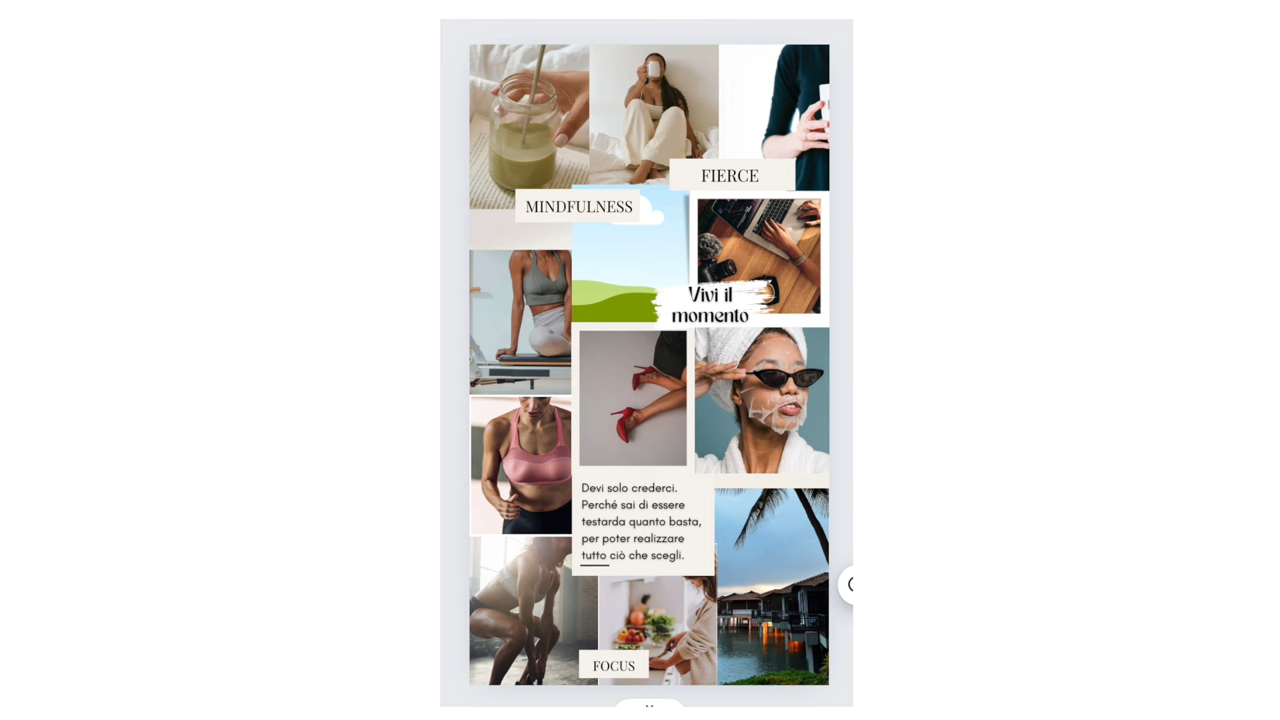 FIERCE
MINDFULNESS
Vivi il
momento
Devi solo crederci.
Perché sai di essere
testarda quanto basta,
per poter realizzare
tutto ciò che scegli.
FOCUS